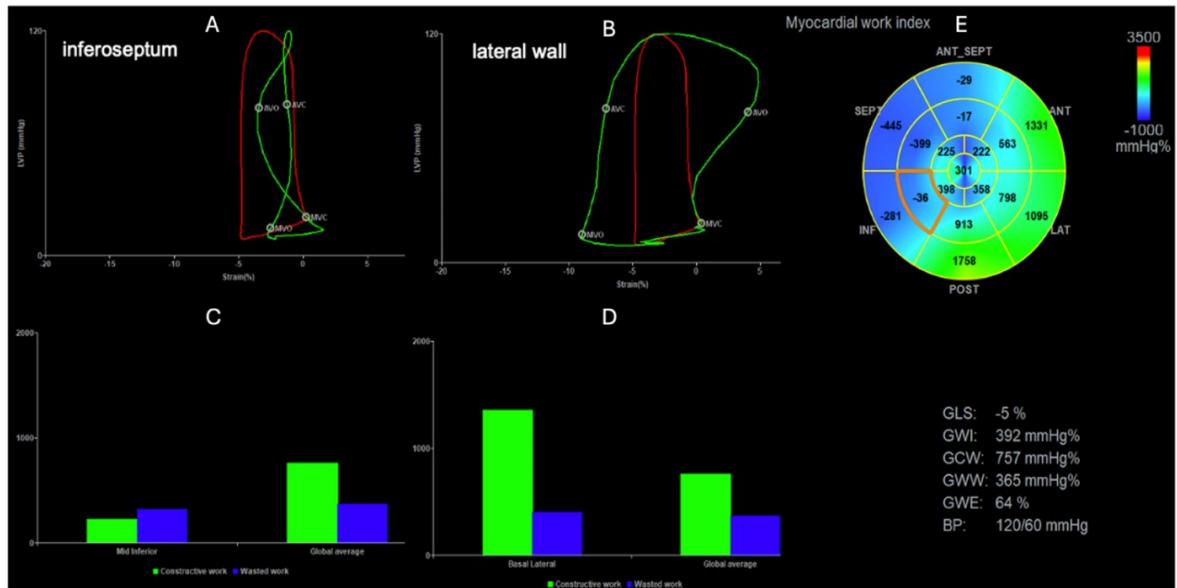 A
inferoseptum
120
LVP (mmHg)
0
AVO
AVC
MVC
MVO
-20
-15
-10
-5
0
5
Strain(%)
B
lateral wall
120
LVP (mmHg)
0
AVC
AVO
MVC
MVO
-20
-15
-10
-5
0
5
Strain(%)
Myocardial work index
E
3500
-1000
mmHg%
ANT_SEPT
SEPT
ANT
INF
LAT
POST
-29
-445
-17
1331
-399
563
225
222
301
398
358
-36
798
-281
913
1095
1758
C
2000
1000
0
Mid Inferior
Global average
Constructive work
Wasted work
D
2000
1000
0
Basal Lateral
Global average
Constructive work
Wasted work
GLS: -5 %
GWI: 392 mmHg%
GCW: 757 mmHg%
GWW: 365 mmHg%
GWE: 64 %
BP: 120/60 mmHg